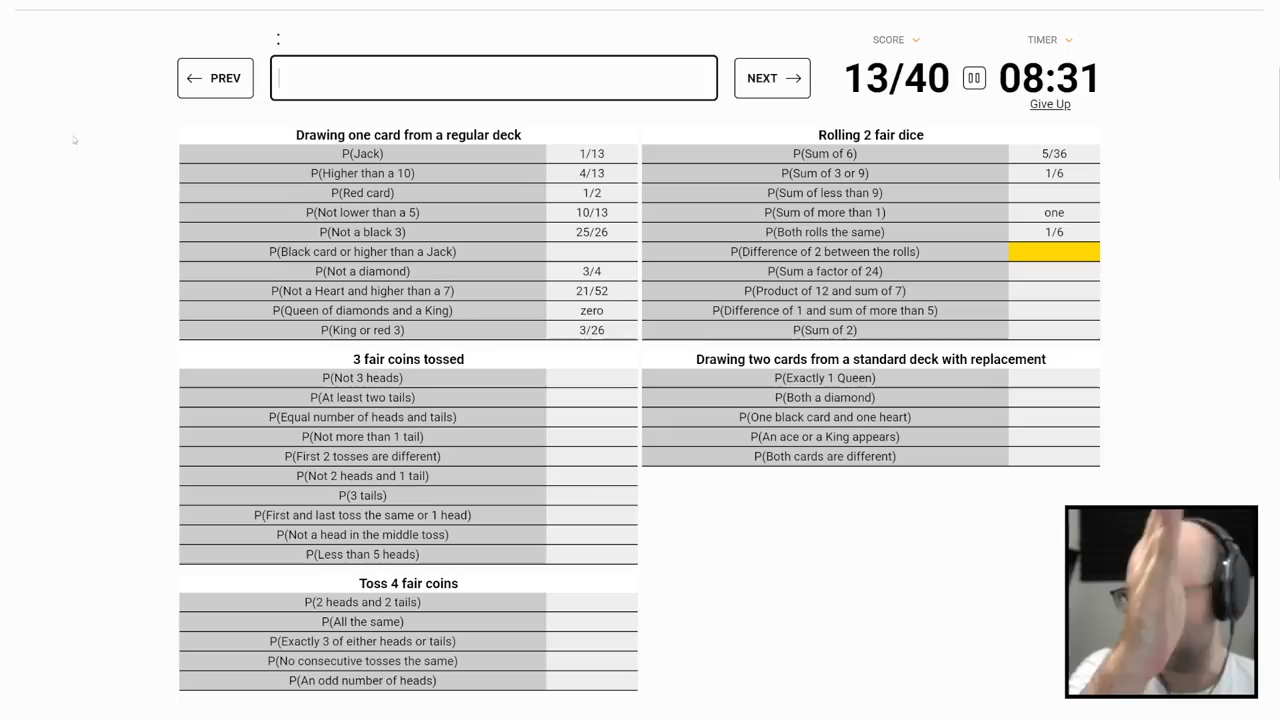 :
SCORE
TIMER
← PREV
NEXT →
13/40
08:31
Give Up
Drawing one card from a regular deck
P(Jack) 1/13
P(Higher than a 10) 4/13
P(Red card) 1/2
P(Not lower than a 5) 10/13
P(Not a black 3) 25/26
P(Black card or higher than a Jack)
P(Not a diamond) 3/4
P(Not a Heart and higher than a 7) 21/52
P(Queen of diamonds and a King) zero
P(King or red 3) 3/26
Rolling 2 fair dice
P(Sum of 6) 5/36
P(Sum of 3 or 9) 1/6
P(Sum of less than 9)
P(Sum of more than 1) one
P(Both rolls the same) 1/6
P(Difference of 2 between the rolls)
P(Sum a factor of 24)
P(Product of 12 and sum of 7)
P(Difference of 1 and sum of more than 5)
P(Sum of 2)
3 fair coins tossed
P(Not 3 heads)
P(At least two tails)
P(Equal number of heads and tails)
P(Not more than 1 tail)
P(First 2 tosses are different)
P(Not 2 heads and 1 tail)
P(3 tails)
P(First and last toss the same or 1 head)
P(Not a head in the middle toss)
P(Less than 5 heads)
Drawing two cards from a standard deck with replacement
P(Exactly 1 Queen)
P(Both a diamond)
P(One black card and one heart)
P(An ace or a King appears)
P(Both cards are different)
Toss 4 fair coins
P(2 heads and 2 tails)
P(All the same)
P(Exactly 3 of either heads or tails)
P(No consecutive tosses the same)
P(An odd number of heads)